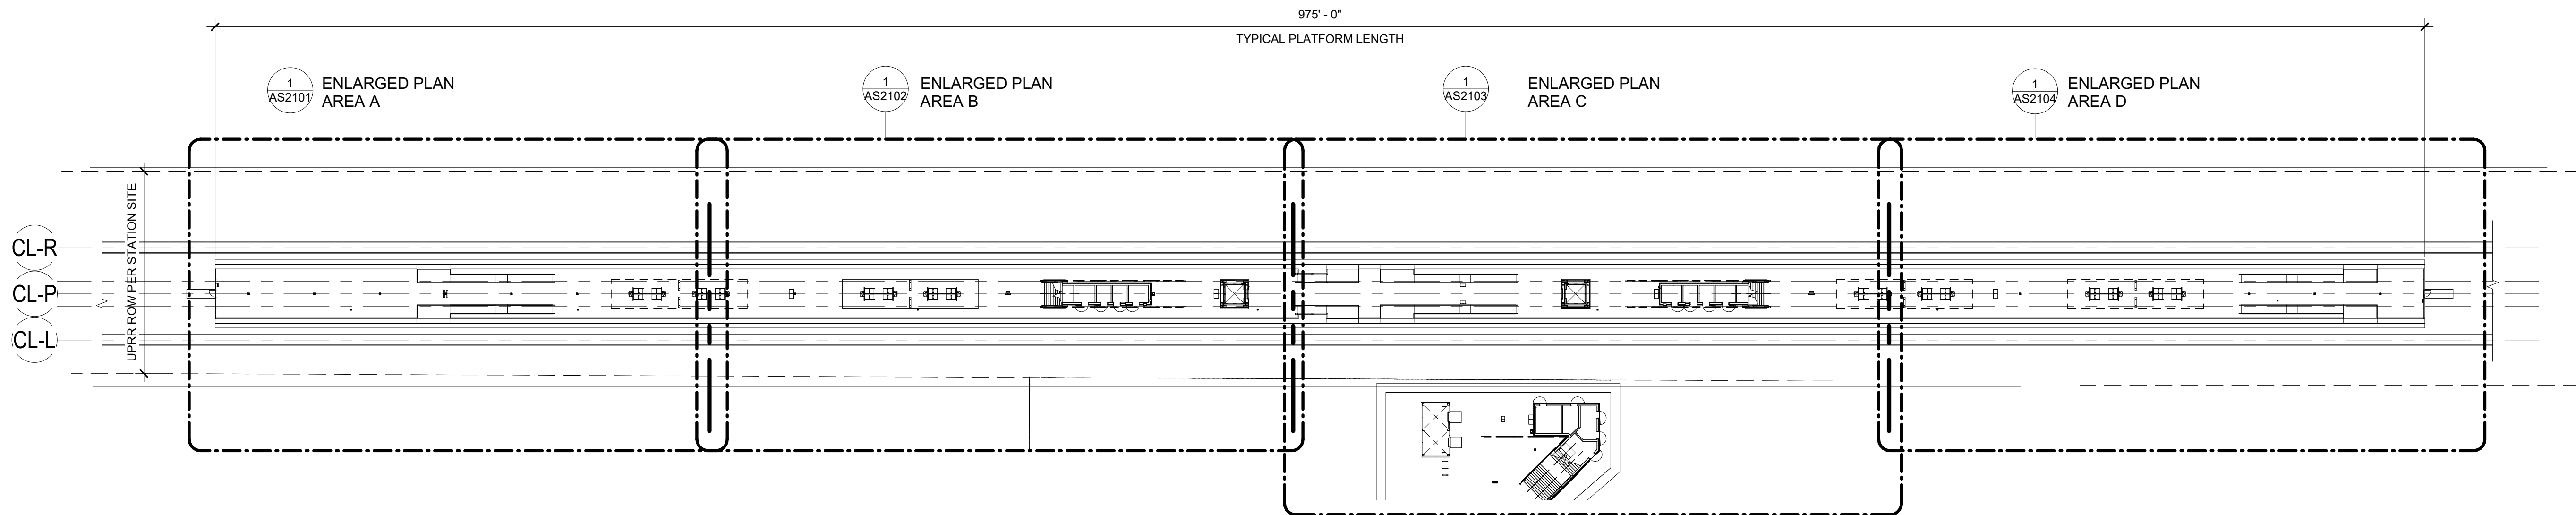 975' - 0"
TYPICAL PLATFORM LENGTH
1
AS2101
ENLARGED PLAN
AREA A
1
AS2102
ENLARGED PLAN
AREA B
1
AS2103
ENLARGED PLAN
AREA C
1
AS2104
ENLARGED PLAN
AREA D
UPRR ROW PER STATION SITE
CL-R
CL-P
CL-L